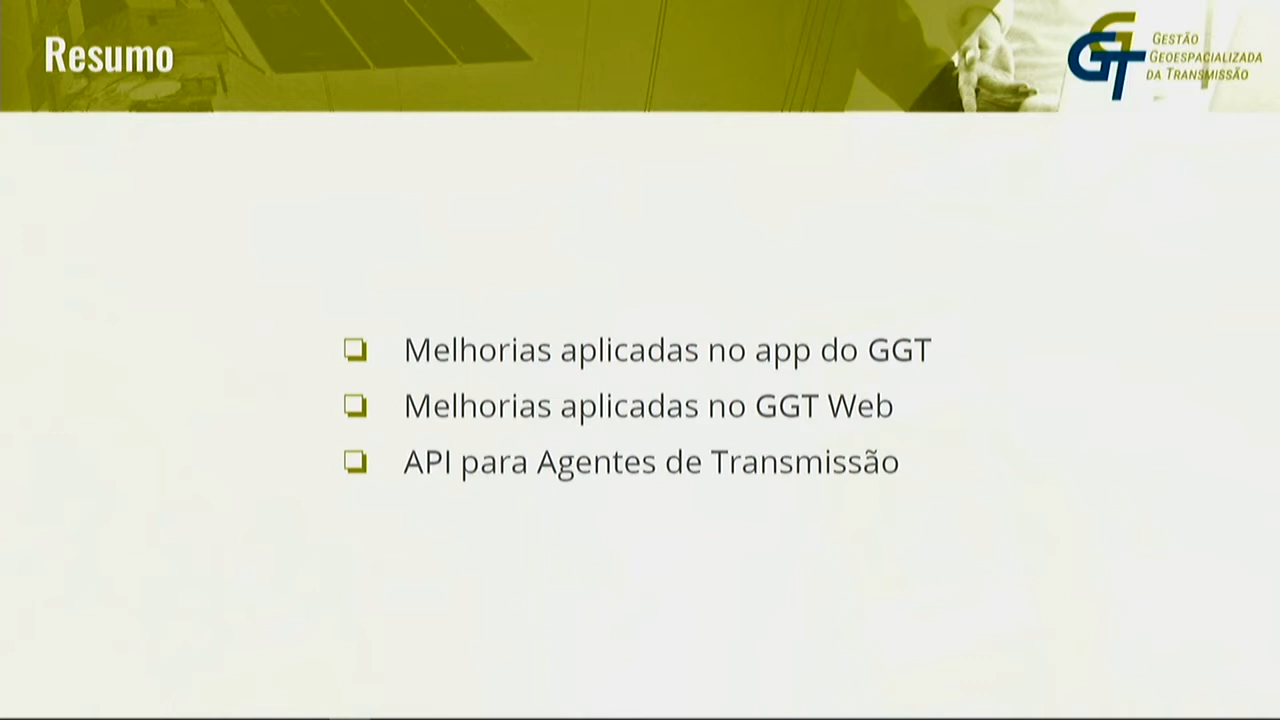 Resumo
GGT
GESTÃO
GEOESPACIALIZADA
DA TRANSMISSÃO
Melhorias aplicadas no app do GGT
Melhorias aplicadas no GGT Web
API para Agentes de Transmissão